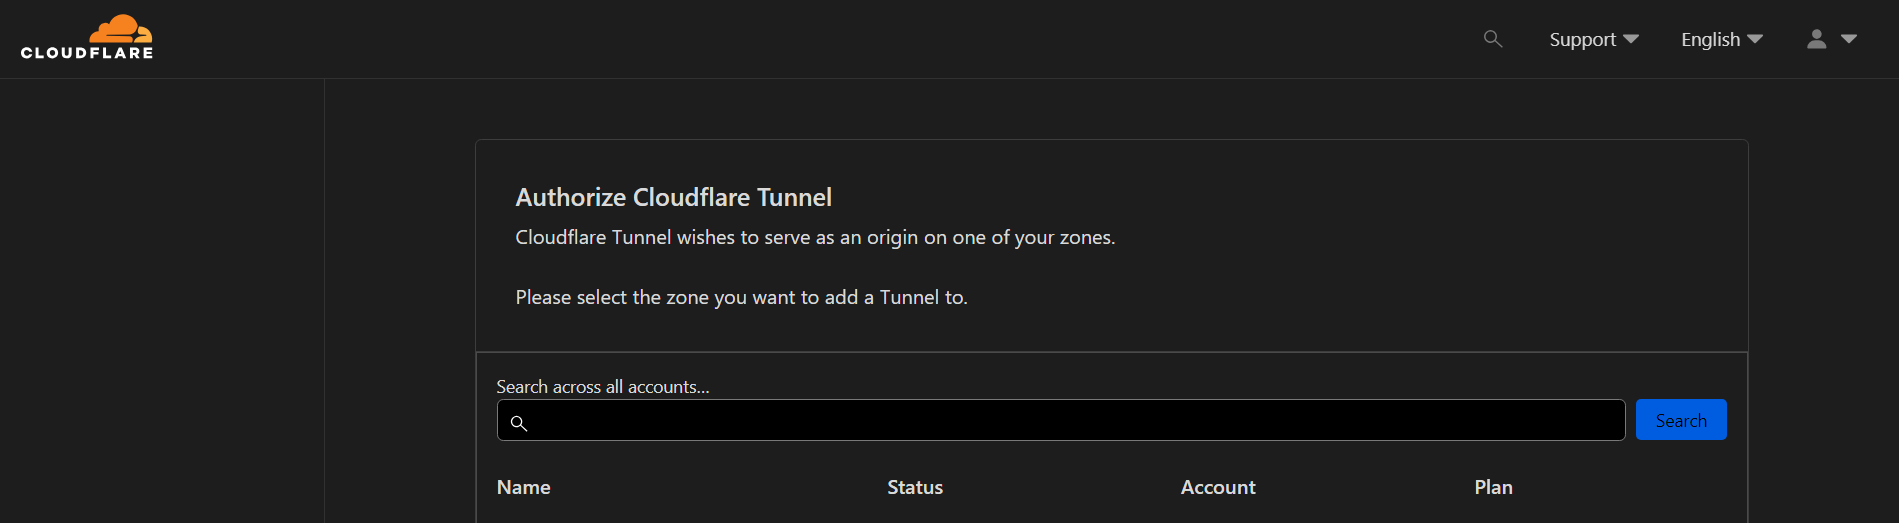 CLOUDFLARE
Support
English
Authorize Cloudflare Tunnel
Cloudflare Tunnel wishes to serve as an origin on one of your zones.
Please select the zone you want to add a Tunnel to.
Search across all accounts...
Search
Name Status Account Plan